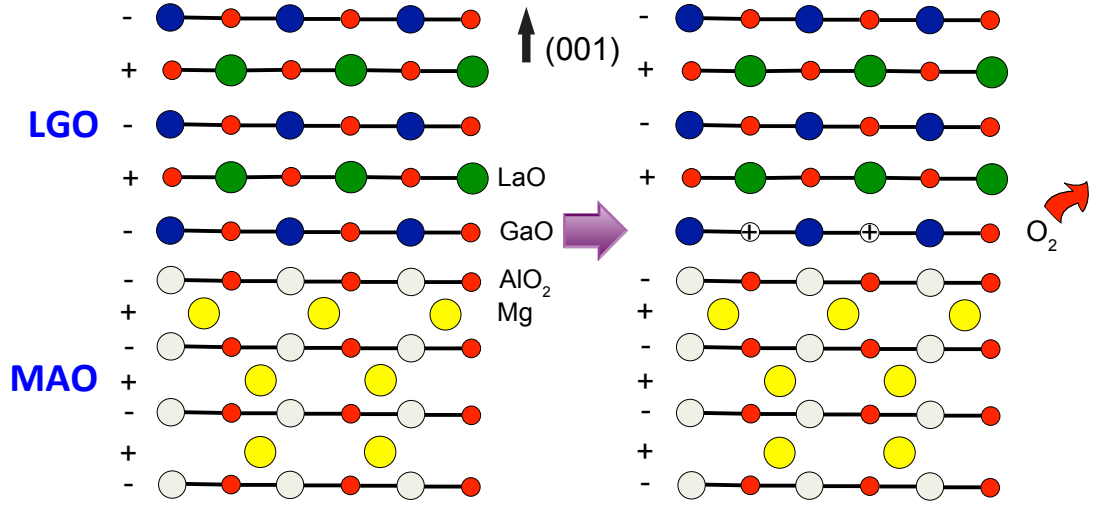 - -
+ (001) +
LGO - -
+ LaO +
- GaO - + + O₂
- AlO₂ -
+ Mg +
- -
MAO + +
- -
+ +
- -